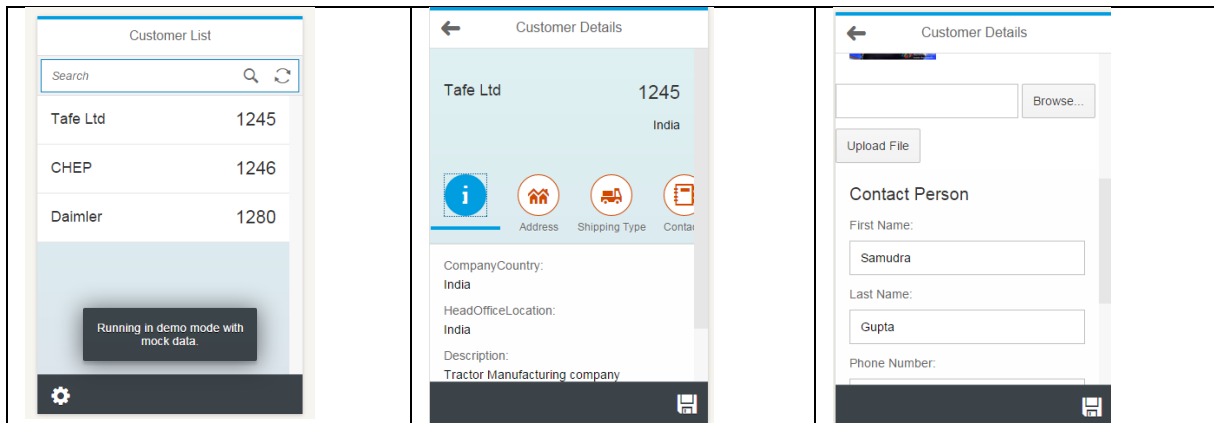 Customer List
Search
Tafe Ltd 1245
CHEP 1246
Daimler 1280
Running in demo mode with
mock data.
Customer Details
Tafe Ltd 1245
India
i
Address Shipping Type Contac
CompanyCountry:
India
HeadOfficeLocation:
India
Description:
Tractor Manufacturing company
Customer Details
Browse...
Upload File
Contact Person
First Name:
Samudra
Last Name:
Gupta
Phone Number: